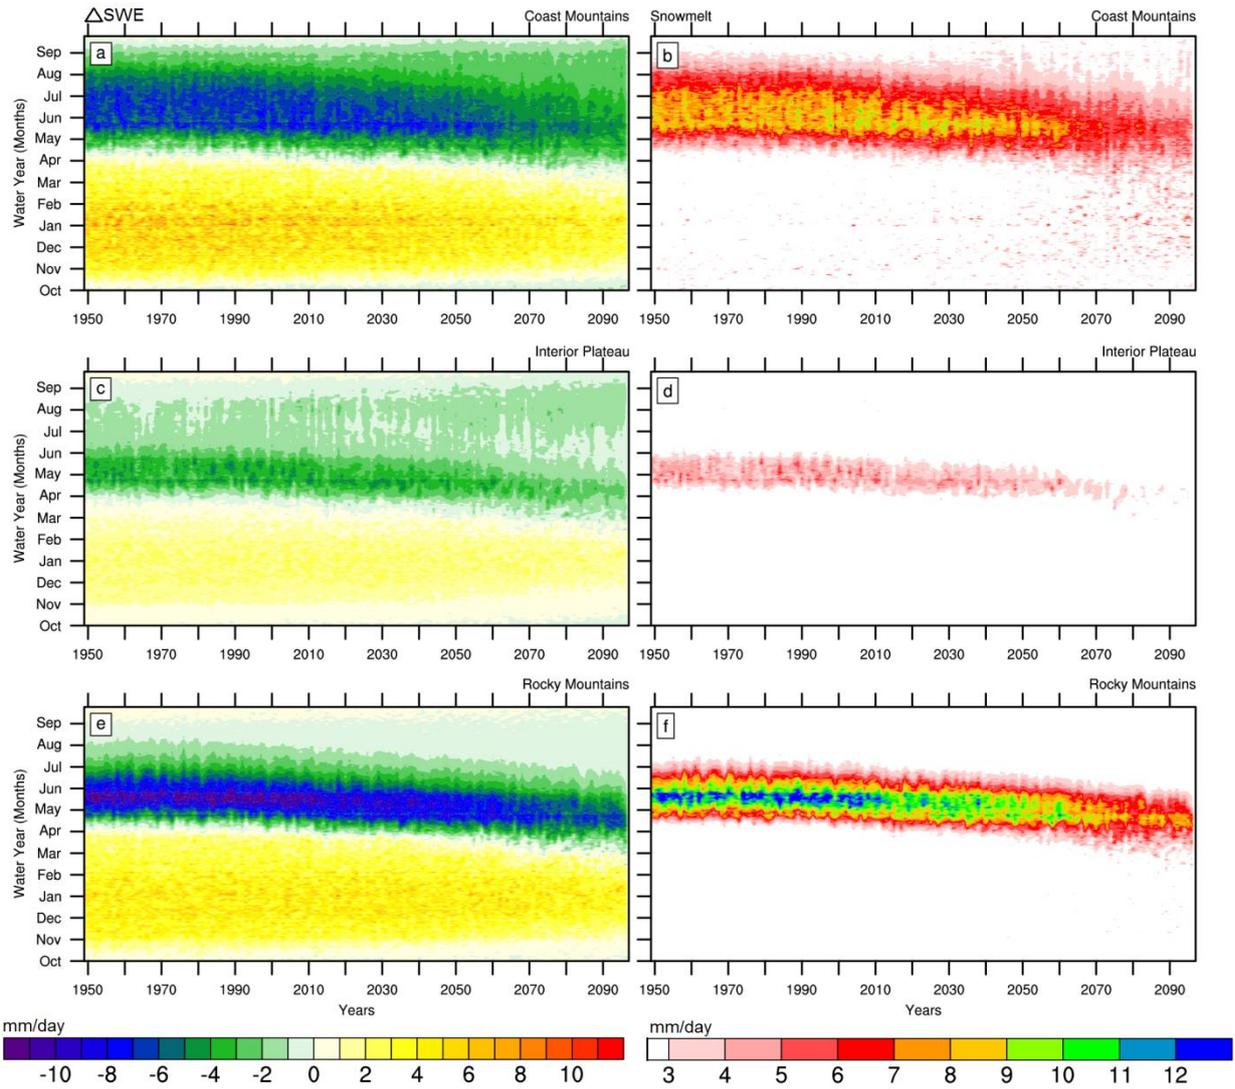 △SWE Coast Mountains Snowmelt Coast Mountains
a b
Sep
Aug
Jul
Jun
May
Apr
Mar
Feb
Jan
Dec
Nov
Oct
Water Year (Months)
1950 1970 1990 2010 2030 2050 2070 2090 1950 1970 1990 2010 2030 2050 2070 2090
Interior Plateau Interior Plateau
c d
Sep
Aug
Jul
Jun
May
Apr
Mar
Feb
Jan
Dec
Nov
Oct
Water Year (Months)
1950 1970 1990 2010 2030 2050 2070 2090 1950 1970 1990 2010 2030 2050 2070 2090
Rocky Mountains Rocky Mountains
e f
Sep
Aug
Jul
Jun
May
Apr
Mar
Feb
Jan
Dec
Nov
Oct
Water Year (Months)
1950 1970 1990 2010 2030 2050 2070 2090 1950 1970 1990 2010 2030 2050 2070 2090
Years Years
mm/day mm/day
-10 -8 -6 -4 -2 0 2 4 6 8 10 3 4 5 6 7 8 9 10 11 12